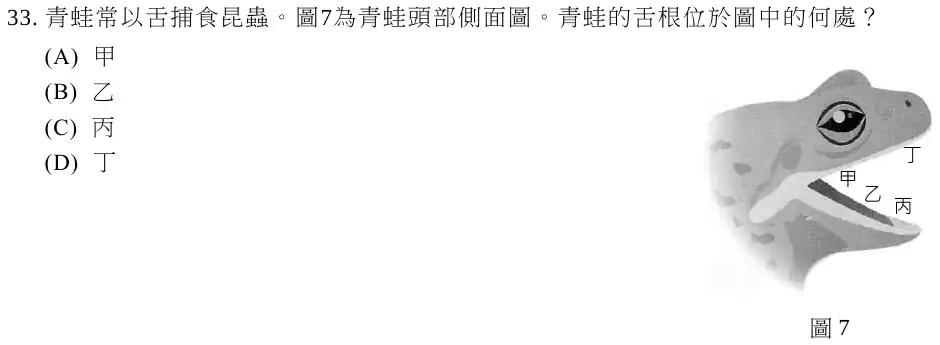 33. 青蛙常以舌捕食昆蟲。圖7為青蛙頭部側面圖。青蛙的舌根位於圖中的何處？
(A) 甲
(B) 乙
(C) 丙
(D) 丁
丁
甲
乙
丙
圖 7